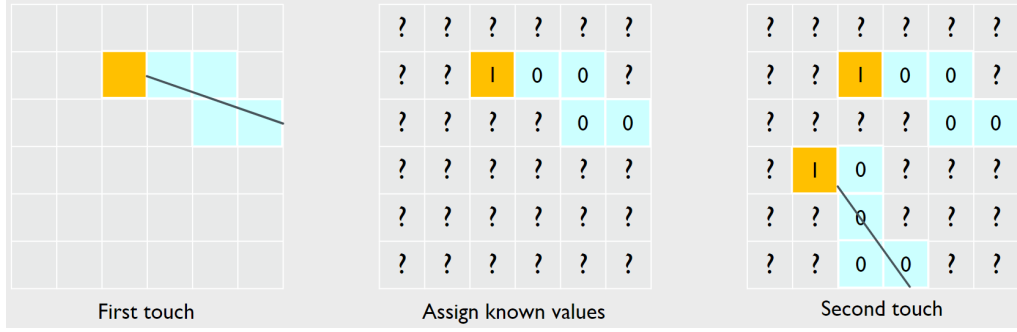 ? ? ? ? ? ?
? ? 1 0 0 ?
? ? ? ? 0 0
? ? ? ? ? ?
? ? ? ? ? ?
? ? ? ? ? ?
? ? ? ? ? ?
? ? 1 0 0 ?
? ? ? ? 0 0
? 1 0 ? ? ?
? ? 0 ? ? ?
? ? 0 0 ? ?
First touch
Assign known values
Second touch